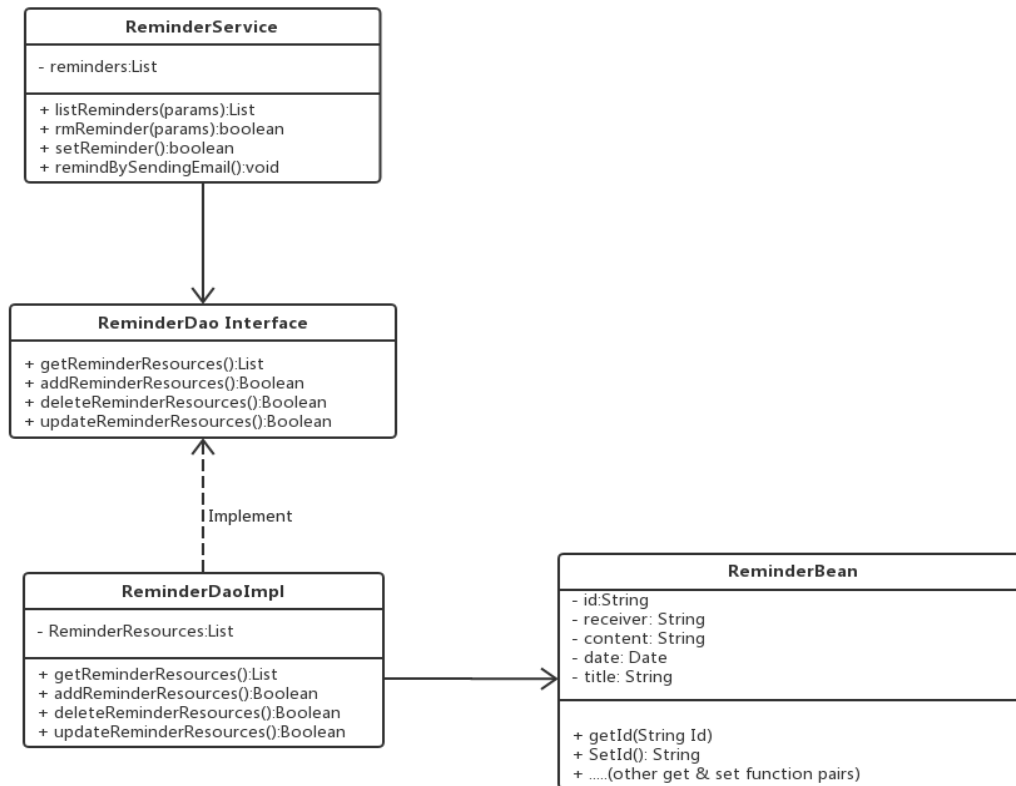 ReminderService
- reminders:List
+ listReminders(params):List
+ rmReminder(params):boolean
+ setReminder():boolean
+ remindBySendingEmail():void
ReminderDao Interface
+ getReminderResources():List
+ addReminderResources():Boolean
+ deleteReminderResources():Boolean
+ updateReminderResources():Boolean
Implement
ReminderDaoImpl
- ReminderResources:List
+ getReminderResources():List
+ addReminderResources():Boolean
+ deleteReminderResources():Boolean
+ updateReminderResources():Boolean
ReminderBean
- id:String
- receiver: String
- content: String
- date: Date
- title: String
+ getId(String Id)
+ SetId(): String
+ .....(other get & set function pairs)